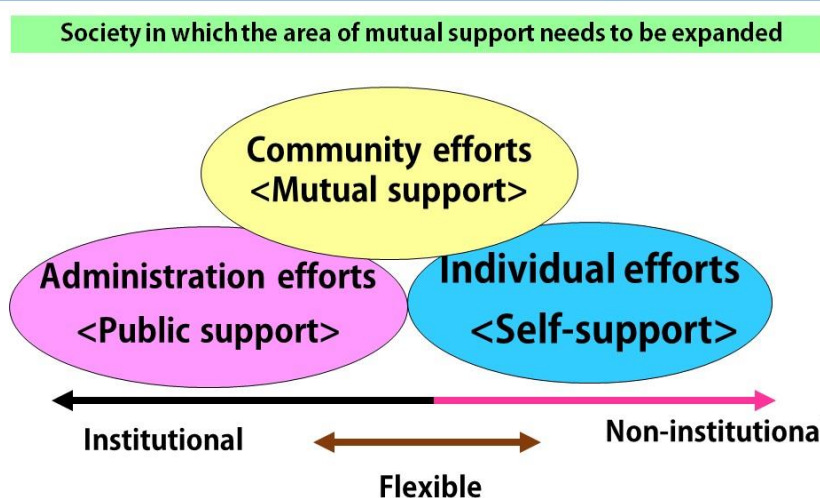 Society in which the area of mutual support needs to be expanded
Community efforts
<Mutual support>
Administration efforts
<Public support>
Individual efforts
<Self-support>
Institutional
Non-institutional
Flexible